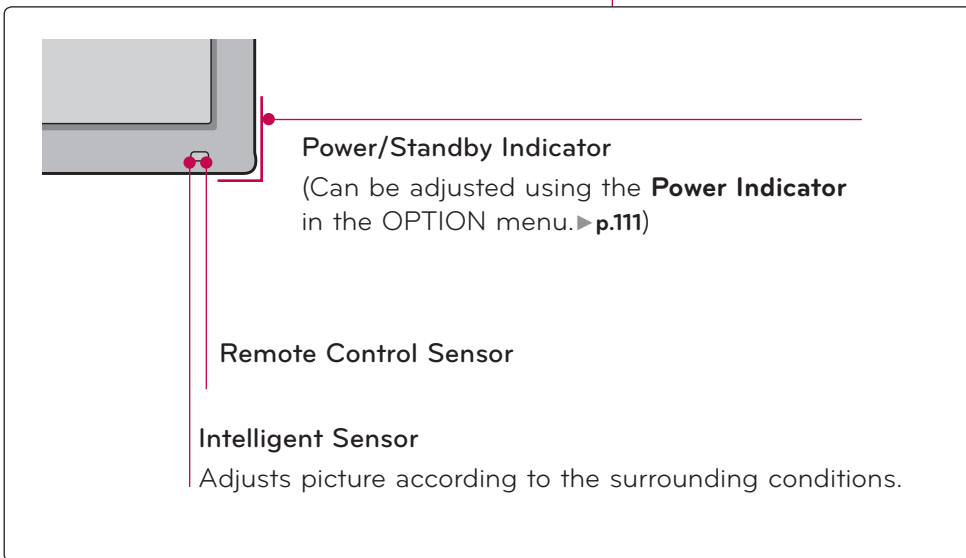 Power/Standby Indicator
(Can be adjusted using the Power Indicator
in the OPTION menu.►p.111)
Remote Control Sensor
Intelligent Sensor
Adjusts picture according to the surrounding conditions.